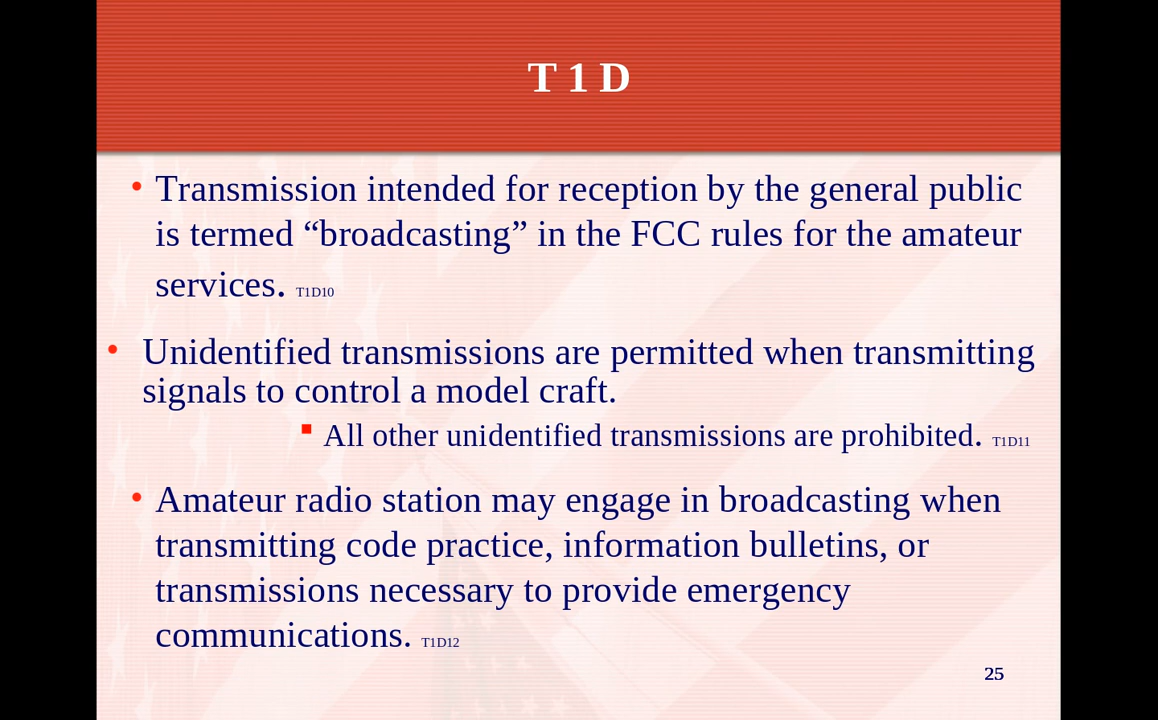 T 1 D
• Transmission intended for reception by the general public
is termed “broadcasting” in the FCC rules for the amateur
services. T1D10
• Unidentified transmissions are permitted when transmitting
signals to control a model craft.
▪ All other unidentified transmissions are prohibited. T1D11
• Amateur radio station may engage in broadcasting when
transmitting code practice, information bulletins, or
transmissions necessary to provide emergency
communications. T1D12
25